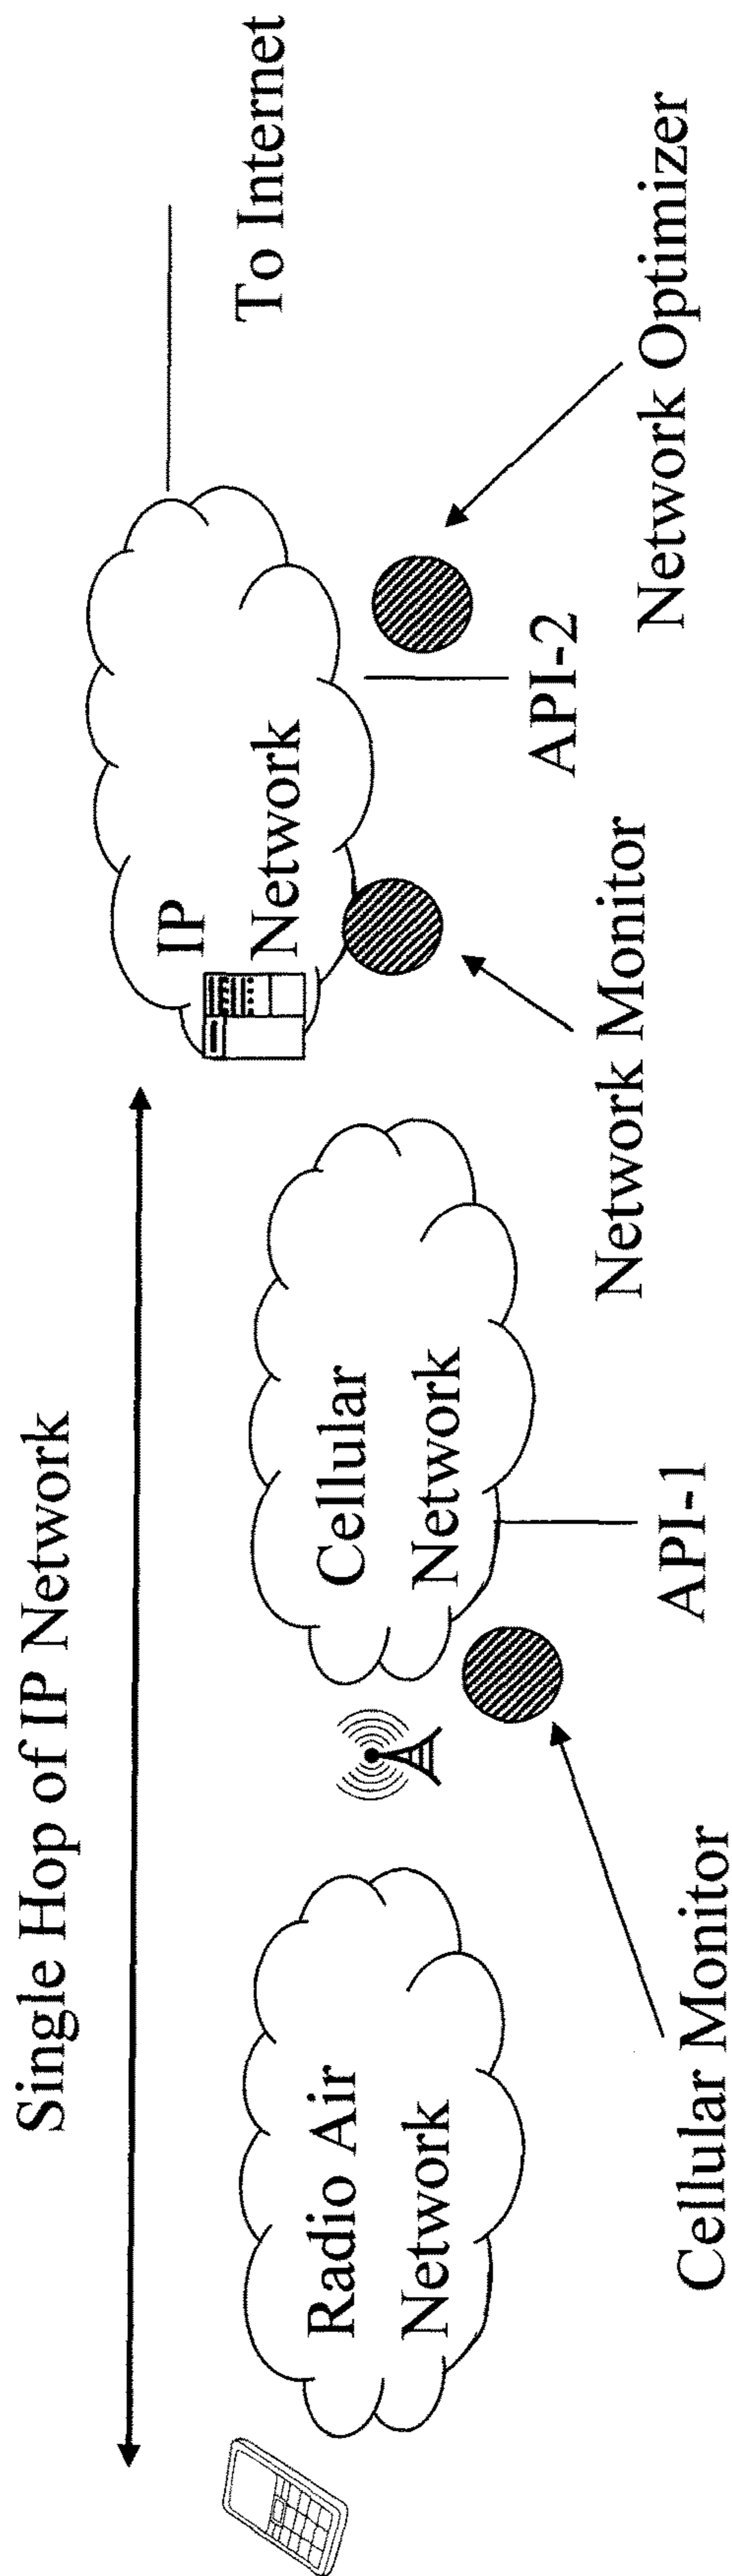 Single Hop of IP Network
Radio Air
Network
Cellular
Network
IP
Network
To Internet
Cellular Monitor
API-1
Network Monitor
API-2
Network Optimizer